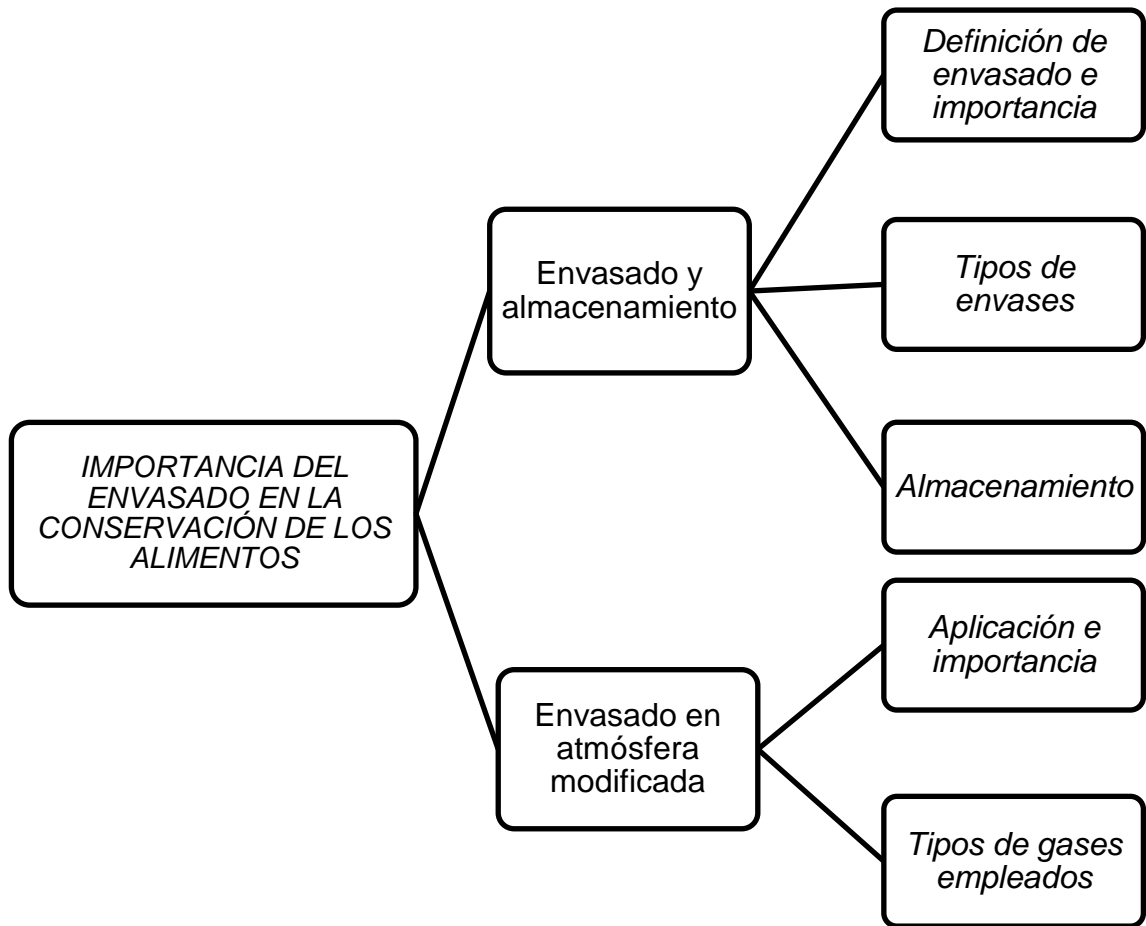 IMPORTANCIA DEL
ENVASADO EN LA
CONSERVACIÓN DE LOS
ALIMENTOS
Envasado y
almacenamiento
Definición de
envasado e
importancia
Tipos de
envases
Almacenamiento
Envasado en
atmósfera
modificada
Aplicación e
importancia
Tipos de gases
empleados